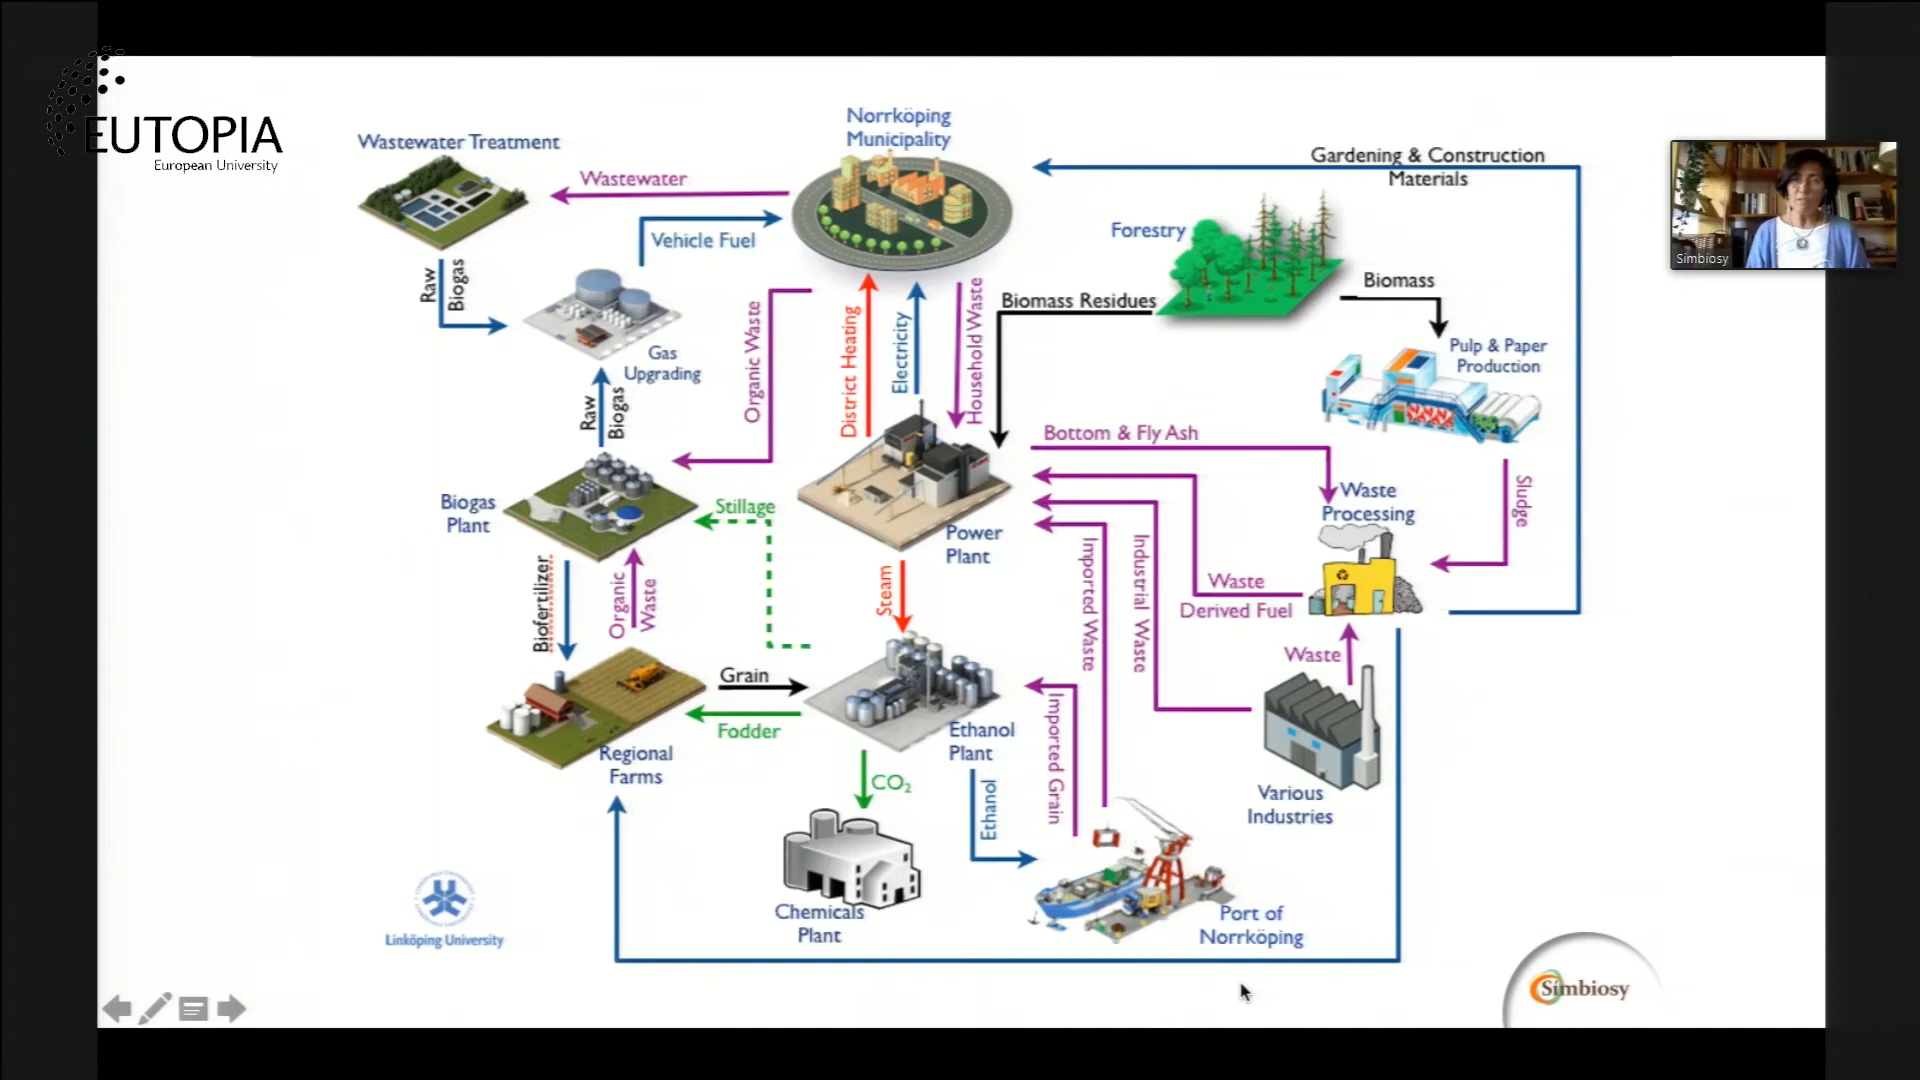 EUTOPIA
European University
Wastewater Treatment
Norrköping
Municipality
Gardening & Construction
Materials
Wastewater
Vehicle Fuel
Forestry
Simbiosy
Raw
Biogas
Biomass
Biomass Residues
Organic Waste
District Heating
Electricity
Household Waste
Gas
Upgrading
Pulp & Paper
Production
Raw
Biogas
Bottom & Fly Ash
Biogas
Plant
Stillage
Power
Plant
Waste
Processing
Sludge
Biofertilizer
Organic
Waste
Steam
Imported Waste
Industrial Waste
Waste
Derived Fuel
Waste
Grain
Fodder
Regional
Farms
Ethanol
Plant
Imported Grain
CO₂
Ethanol
Various
Industries
Chemicals
Plant
Port of
Norrköping
Linköping University
Simbiosy